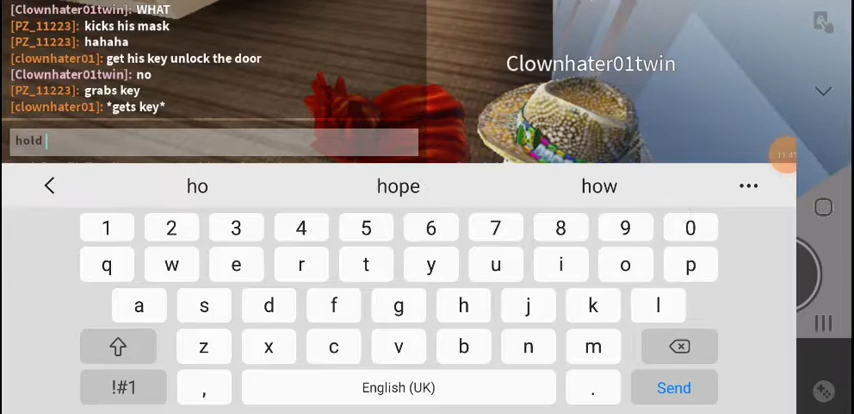 [Clownhater01twin]: WHAT
[PZ_11223]: kicks his mask
[PZ_11223]: hahaha
[clownhater01]: get his key unlock the door
[Clownhater01twin]: no
[PZ_11223]: grabs key
[clownhater01]: *gets key*
Clownhater01twin
hold
11:41
ho hope how
1 2 3 4 5 6 7 8 9 0
q w e r t y u i o p
a s d f g h j k l
z x c v b n m
!#1 , English (UK) . Send